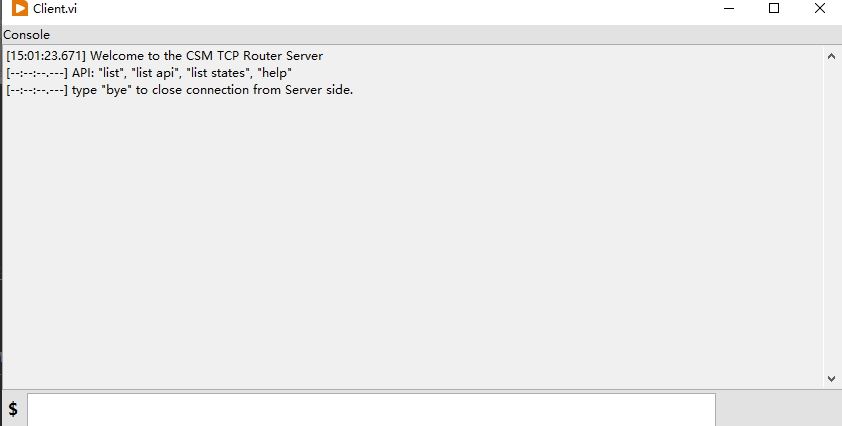 Client.vi
Console
[15:01:23.671] Welcome to the CSM TCP Router Server
[--:--:--.---] API: "list", "list api", "list states", "help"
[--:--:--.---] type "bye" to close connection from Server side.
$